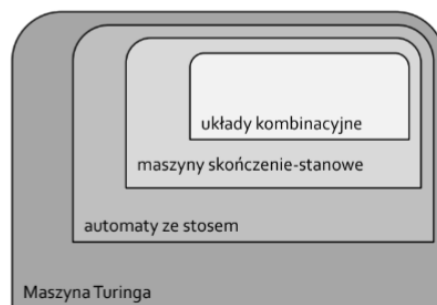 układy kombinacyjne
maszyny skończenie-stanowe
automaty ze stosem
Maszyna Turinga